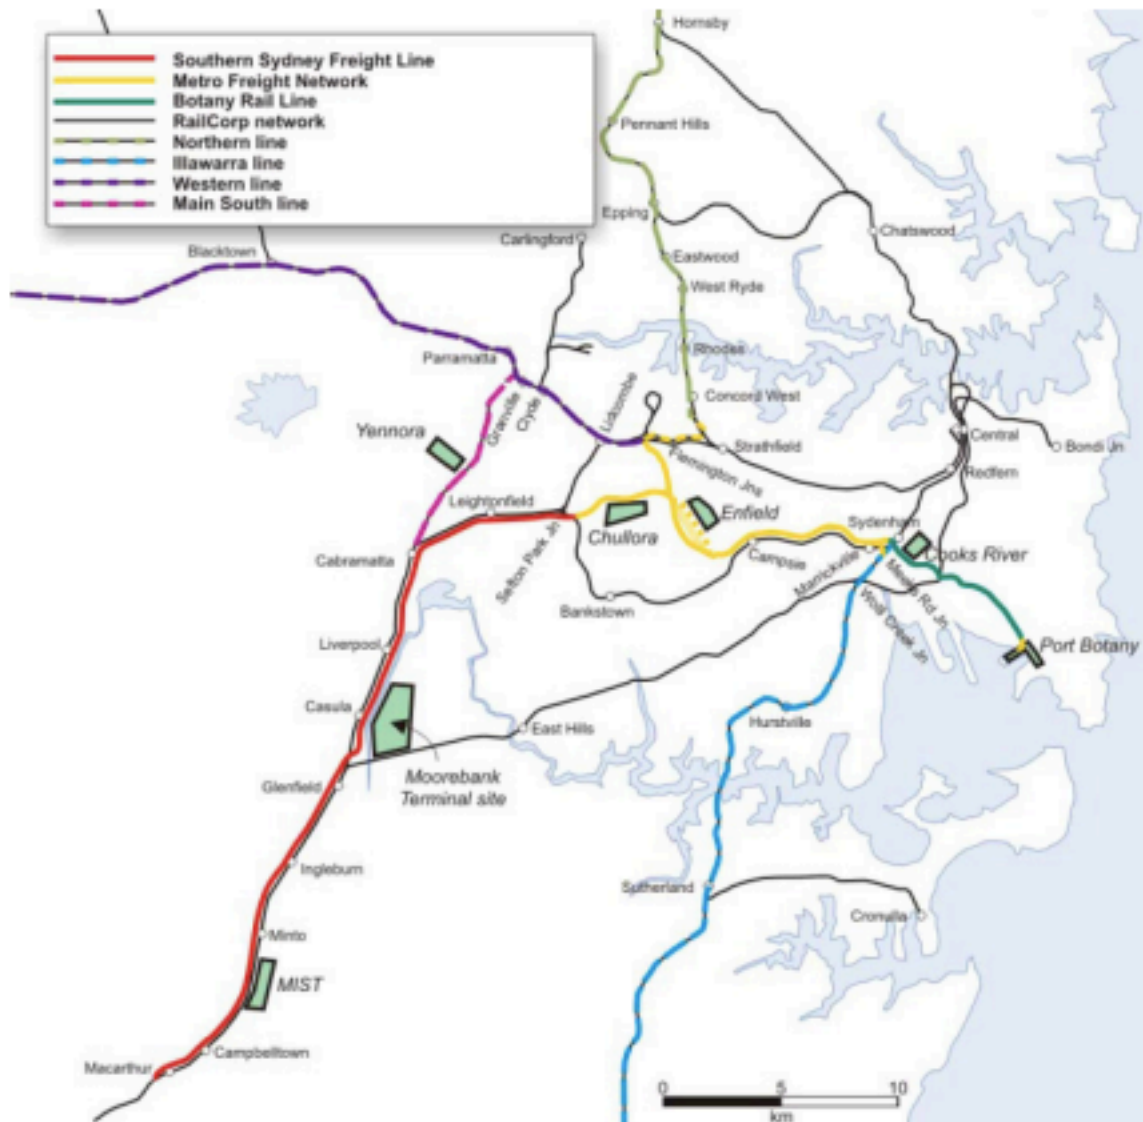 Hornsby
Southern Sydney Freight Line
Metro Freight Network
Botany Rail Line
RailCorp network
Northern line
Illawarra line
Western line
Main South line
Pennant Hills
Epping
Chatswood
Carlingford
Blacktown
Eastwood
West Ryde
Rhodes
Parramatta
Concord West
Granville
Clyde
Lidcombe
Yennora
Strathfield
Central
Bondi Jn
Flemington Jns
Redfern
Leightonfield
Enfield
Chullora
Sydenham
Cooks River
Cabramatta
Sefton Park Jn
Campsie
Marrickville
Meeks Rd Jn
Bankstown
Wolli Creek Jn
Liverpool
Port Botany
Casula
East Hills
Hurstville
Moorebank
Terminal site
Glenfield
Ingleburn
Sutherland
Cronulla
Minto
MIST
Campbelltown
Macarthur
0 5 10
km